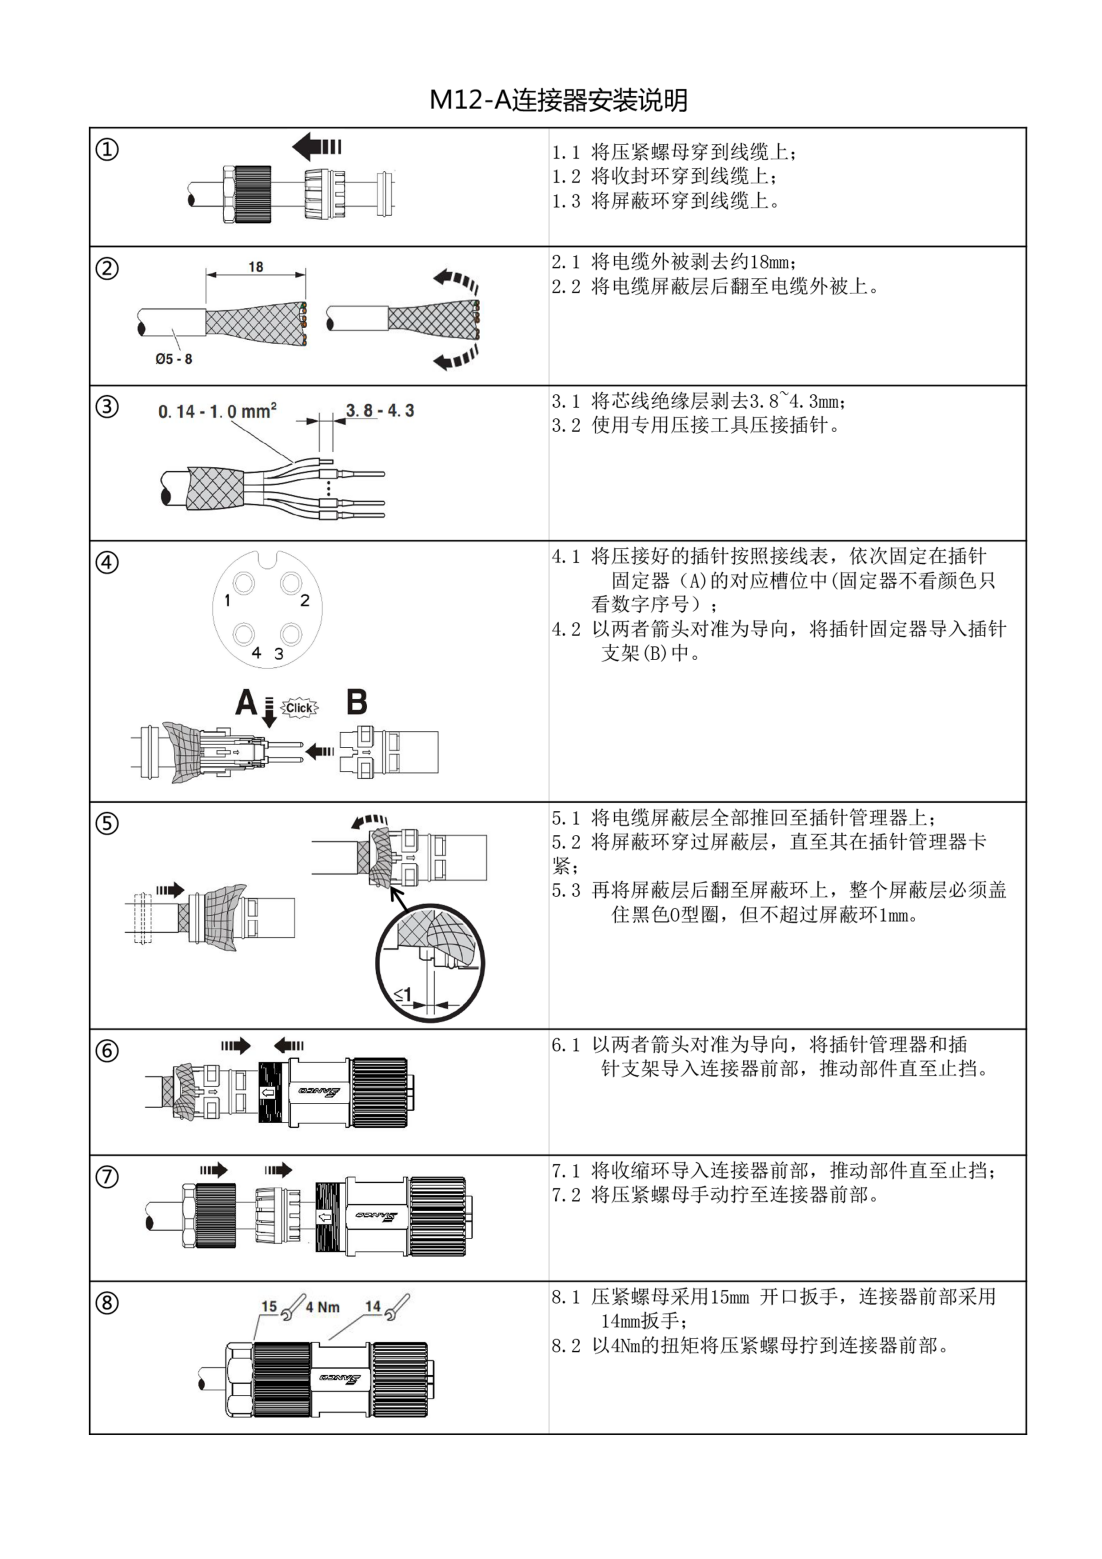 M12-A连接器安装说明
①
1.1 将压紧螺母穿到线缆上；
1.2 将收封环穿到线缆上；
1.3 将屏蔽环穿到线缆上。
②
18
Ø5 - 8
2.1 将电缆外被剥去约18mm；
2.2 将电缆屏蔽层后翻至电缆外被上。
③
0.14 - 1.0 mm²
3.8 - 4.3
3.1 将芯线绝缘层剥去3.8~4.3mm；
3.2 使用专用压接工具压接插针。
④
1
2
4 3
A
Click
B
4.1 将压接好的插针按照接线表，依次固定在插针
固定器（A)的对应槽位中(固定器不看颜色只
看数字序号）；
4.2 以两者箭头对准为导向，将插针固定器导入插针
支架(B)中。
⑤
≤1
5.1 将电缆屏蔽层全部推回至插针管理器上；
5.2 将屏蔽环穿过屏蔽层，直至其在插针管理器卡
紧；
5.3 再将屏蔽层后翻至屏蔽环上，整个屏蔽层必须盖
住黑色O型圈，但不超过屏蔽环1mm。
⑥
6.1 以两者箭头对准为导向，将插针管理器和插
针支架导入连接器前部，推动部件直至止挡。
⑦
7.1 将收缩环导入连接器前部，推动部件直至止挡；
7.2 将压紧螺母手动拧至连接器前部。
⑧
15
4 Nm
14
8.1 压紧螺母采用15mm 开口扳手，连接器前部采用
14mm扳手；
8.2 以4Nm的扭矩将压紧螺母拧到连接器前部。